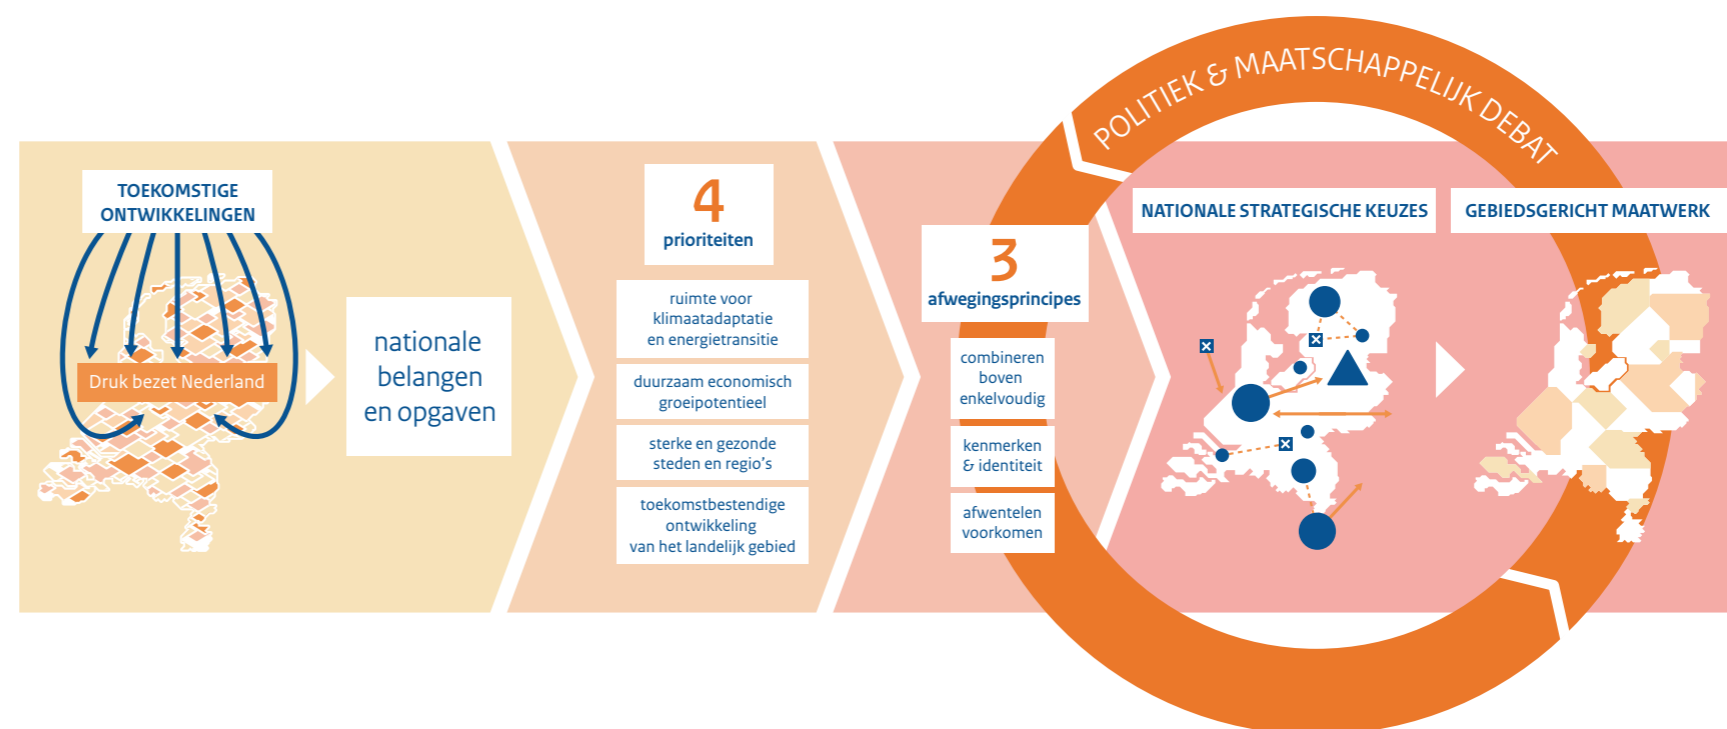 POLITIEK & MAATSCHAPPELIJK DEBAT
TOEKOMSTIGE
ONTWIKKELINGEN
Druk bezet Nederland
nationale
belangen
en opgaven
4
prioriteiten
ruimte voor
klimaatadaptatie
en energietransitie
duurzaam economisch
groeipotentieel
sterke en gezonde
steden en regio's
toekomstbestendige
ontwikkeling
van het landelijk gebied
3
afwegingsprincipes
combineren
boven
enkelvoudig
kenmerken
& identiteit
afwentelen
voorkomen
NATIONALE STRATEGISCHE KEUZES
GEBIEDSGERICHT MAATWERK